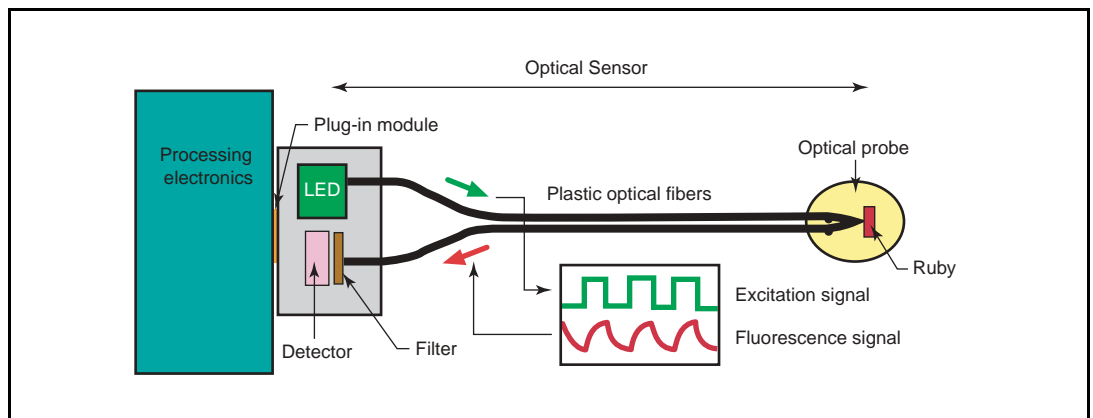 Optical Sensor
Plug-in module
Processing
electronics
LED
Optical probe
Plastic optical fibers
Ruby
Excitation signal
Fluorescence signal
Detector
Filter